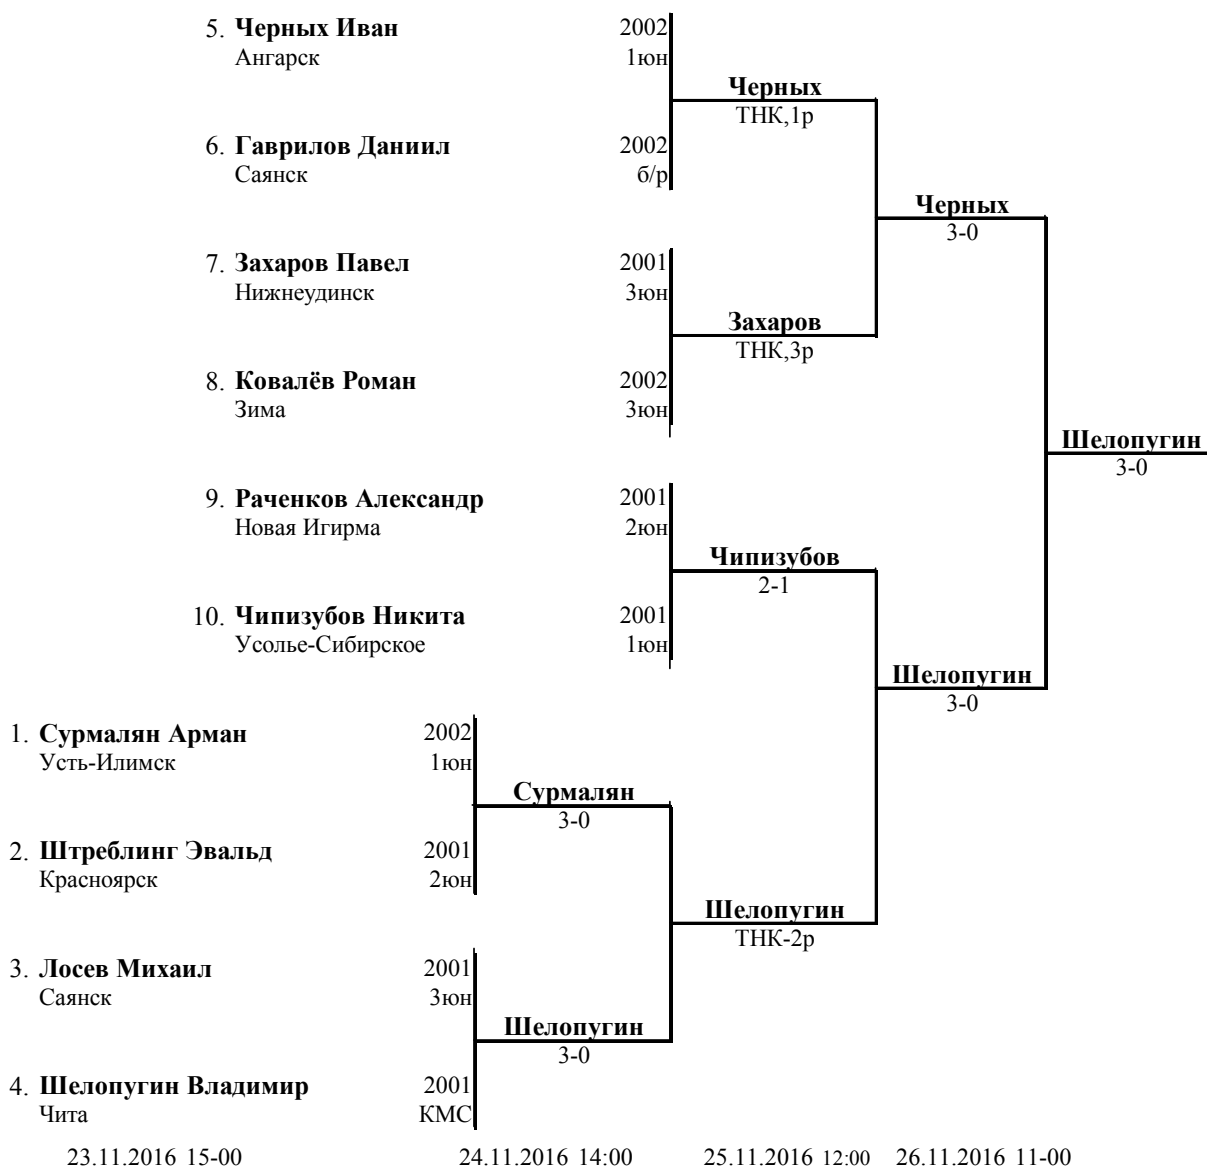 5. Черных Иван 2002
Ангарск 1юн
Черных
ТНК,1р
6. Гаврилов Даниил 2002
Саянск б/р
Черных
3-0
7. Захаров Павел 2001
Нижнеудинск 3юн
Захаров
ТНК,3р
8. Ковалёв Роман 2002
Зима 3юн
Шелопугин
3-0
9. Раченков Александр 2001
Новая Игирма 2юн
Чипизубов
2-1
10. Чипизубов Никита 2001
Усолье-Сибирское 1юн
Шелопугин
3-0
1. Сурмалян Арман 2002
Усть-Илимск 1юн
Сурмалян
3-0
2. Штреблинг Эвальд 2001
Красноярск 2юн
Шелопугин
ТНК-2р
3. Лосев Михаил 2001
Саянск 3юн
Шелопугин
3-0
4. Шелопугин Владимир 2001
Чита КМС
23.11.2016 15-00 24.11.2016 14:00 25.11.2016 12:00 26.11.2016 11-00